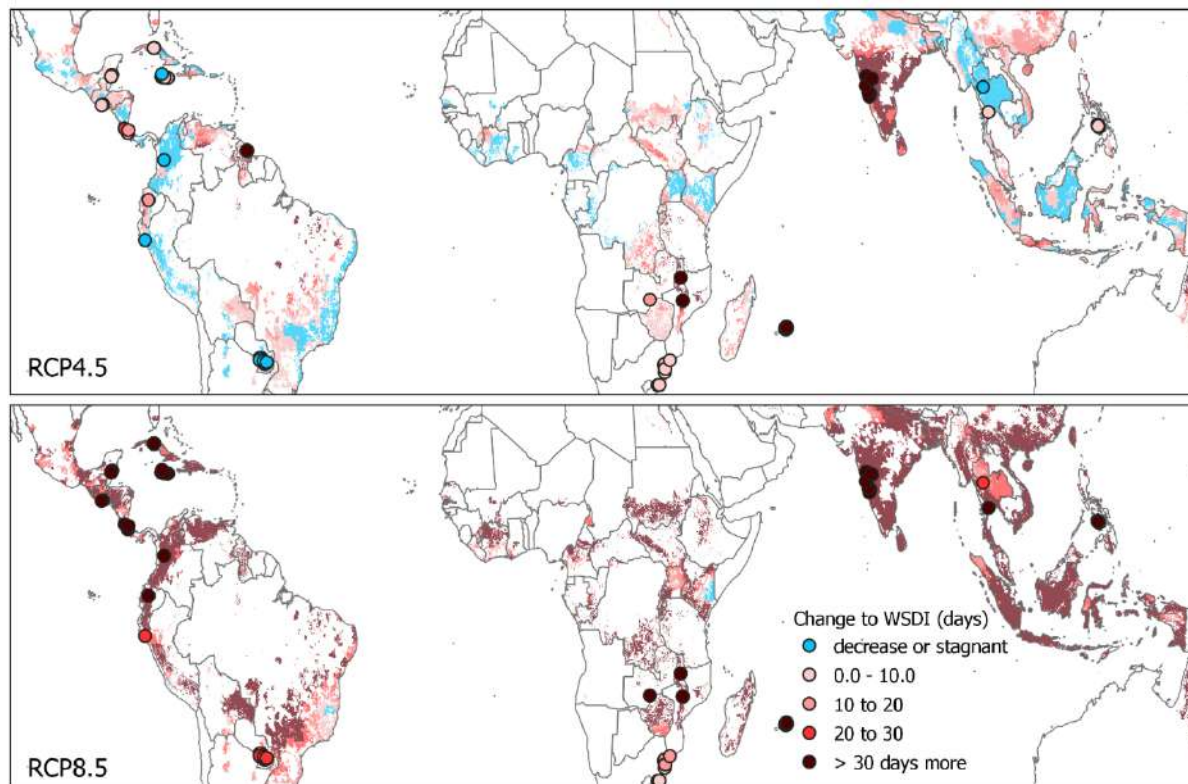 RCP4.5
RCP8.5
Change to WSDI (days)
decrease or stagnant
0.0 - 10.0
10 to 20
20 to 30
> 30 days more